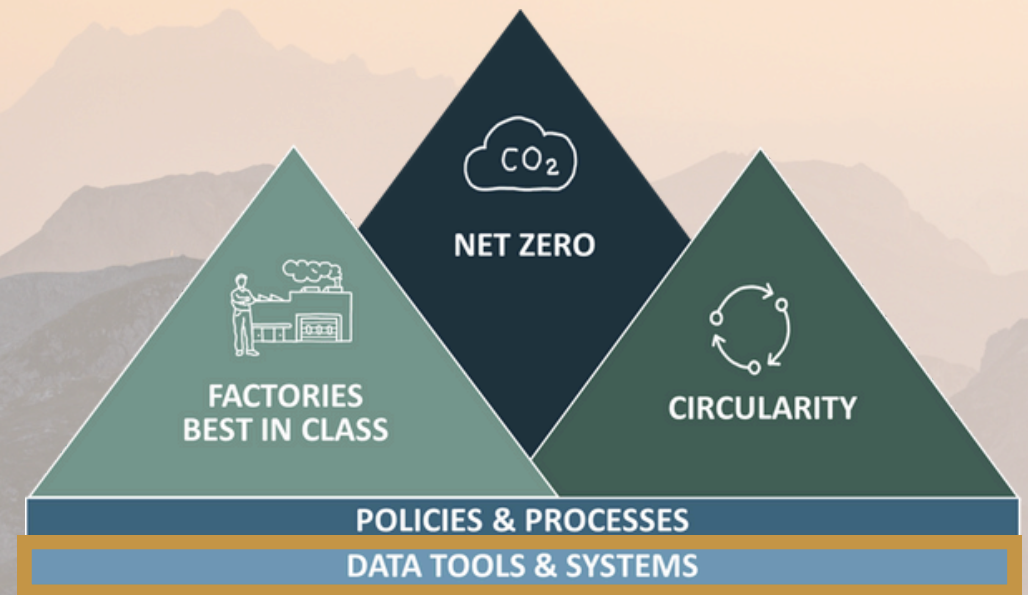 CO₂
NET ZERO
FACTORIES
BEST IN CLASS
CIRCULARITY
POLICIES & PROCESSES
DATA TOOLS & SYSTEMS